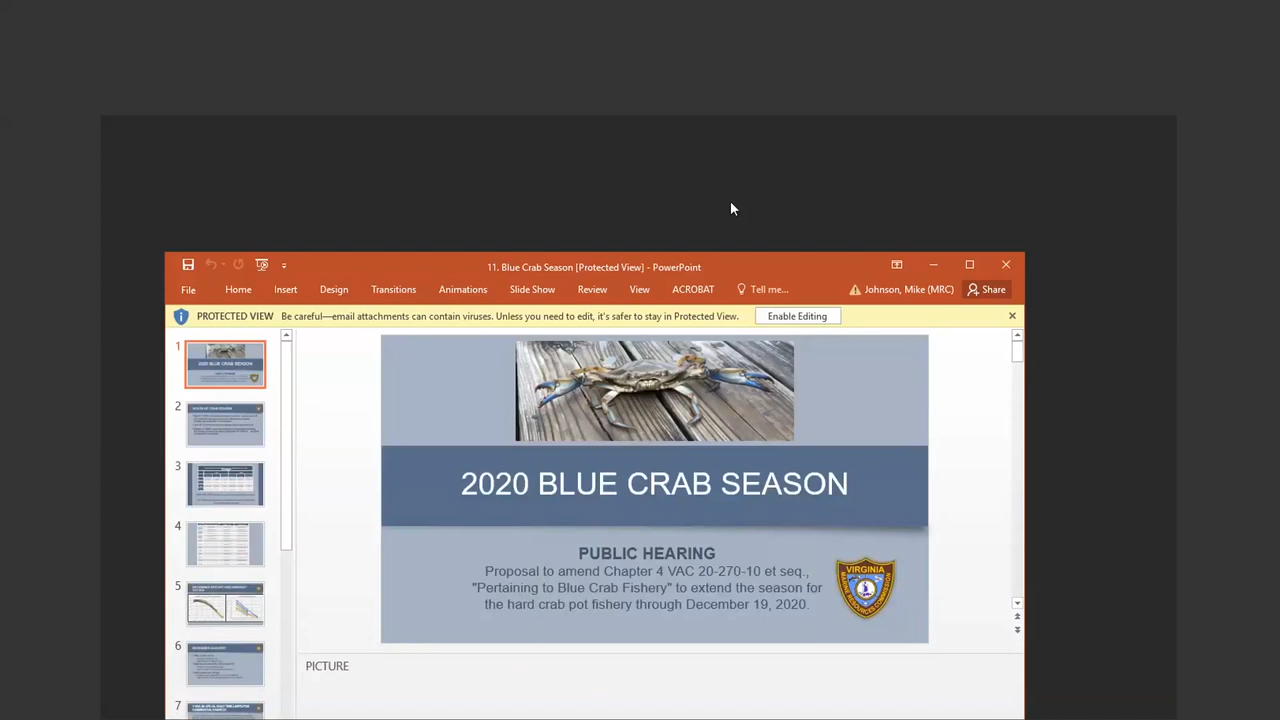 11. Blue Crab Season [Protected View] - PowerPoint
File Home Insert Design Transitions Animations Slide Show Review View ACROBAT Tell me... Johnson, Mike (MRC) Share
PROTECTED VIEW Be careful—email attachments can contain viruses. Unless you need to edit, it's safer to stay in Protected View. Enable Editing
1
2
3
4
5
6
7
2020 BLUE CRAB SEASON
PUBLIC HEARING
Proposal to amend Chapter 4 VAC 20-270-10 et seq.,
"Pertaining to Blue Crab Fishery" to extend the season for
the hard crab pot fishery through December 19, 2020.
VIRGINIA
PICTURE